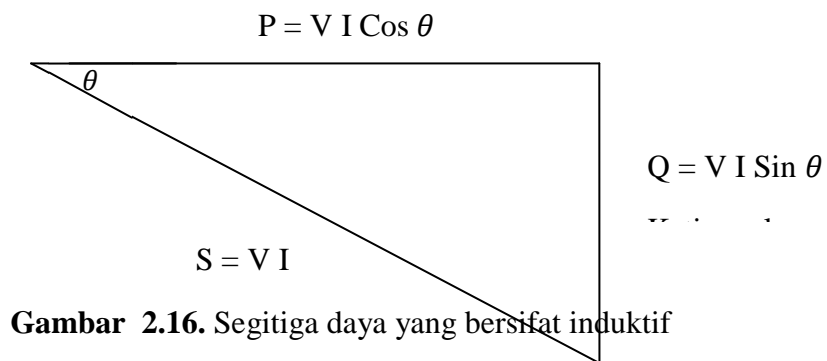 P = V I Cos θ
θ
Q = V I Sin θ
S = V I
Gambar 2.16. Segitiga daya yang bersifat induktif